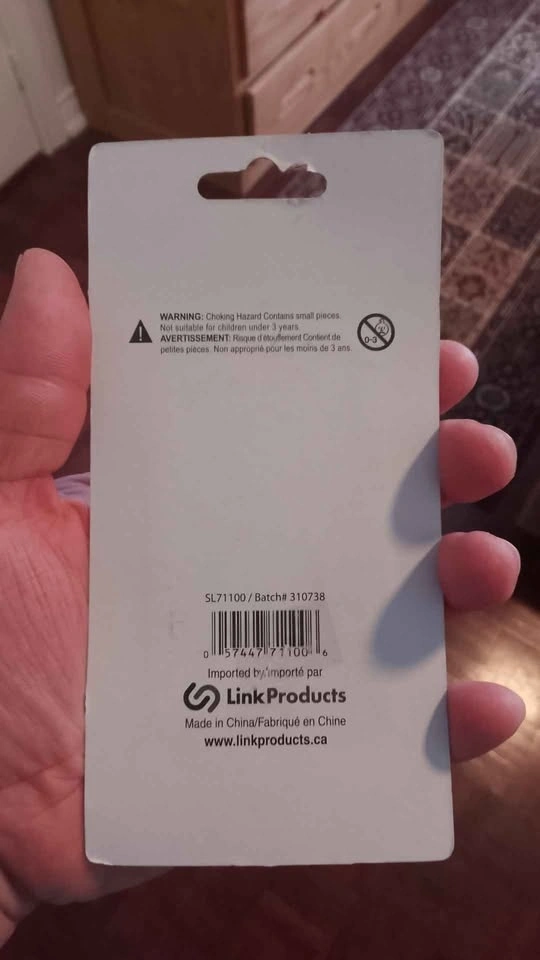 WARNING: Choking Hazard Contains small pieces.
Not suitable for children under 3 years.
AVERTISSEMENT: Risque d'étouffement Contient de
petites pièces. Non approprié pour les moins de 3 ans.
0-3
SL71100 / Batch# 310738
0 57447 71100 6
Imported by/importé par
LinkProducts
Made in China/Fabriqué en Chine
www.linkproducts.ca